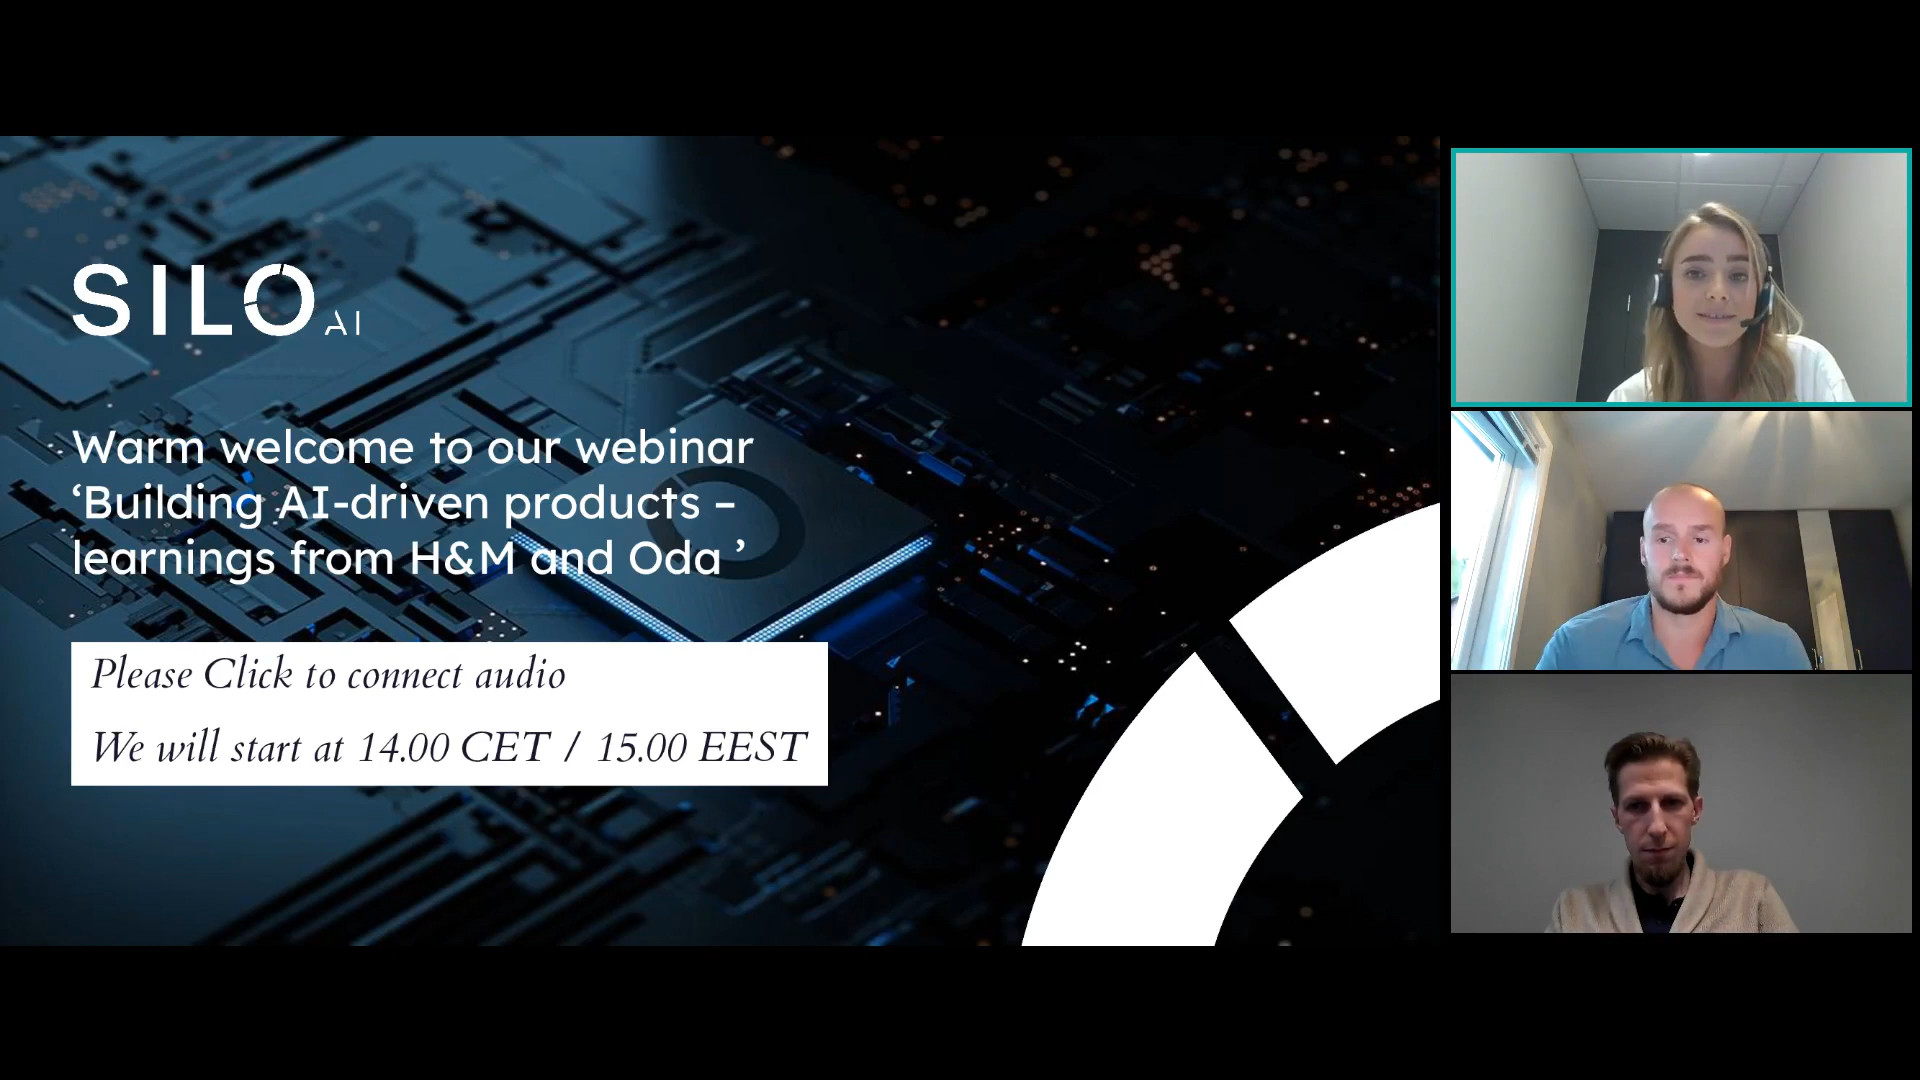 SILO AI
Warm welcome to our webinar
‘Building AI-driven products –
learnings from H&M and Oda ’
Please Click to connect audio
We will start at 14.00 CET / 15.00 EEST